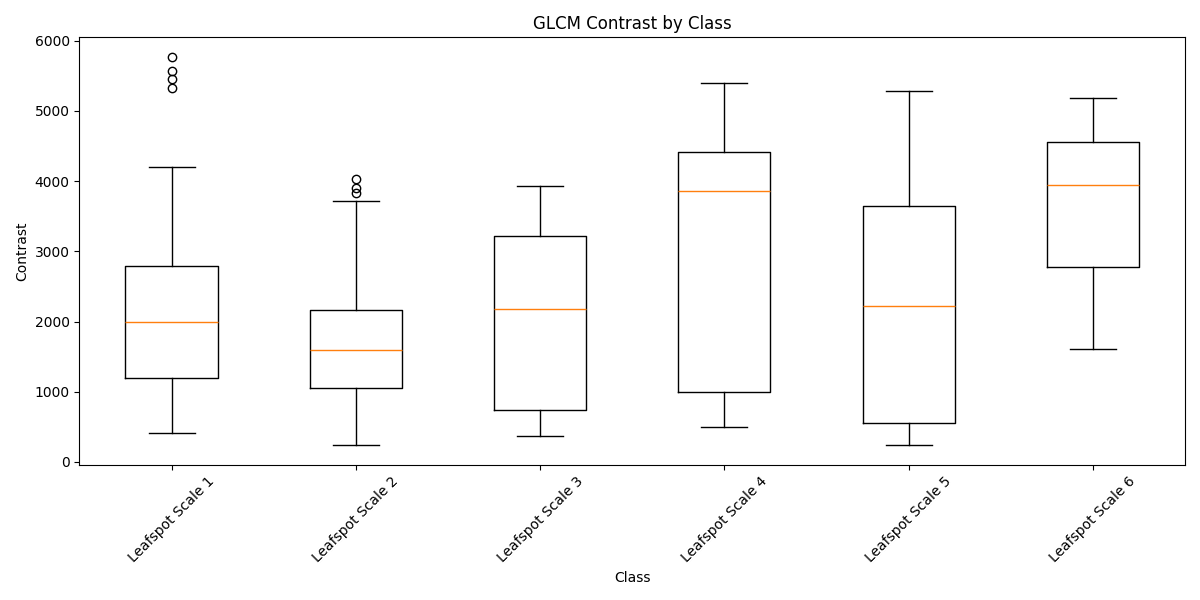 GLCM Contrast by Class
Contrast
6000
5000
4000
3000
2000
1000
0
Leafspot Scale 1
Leafspot Scale 2
Leafspot Scale 3
Leafspot Scale 4
Leafspot Scale 5
Leafspot Scale 6
Class